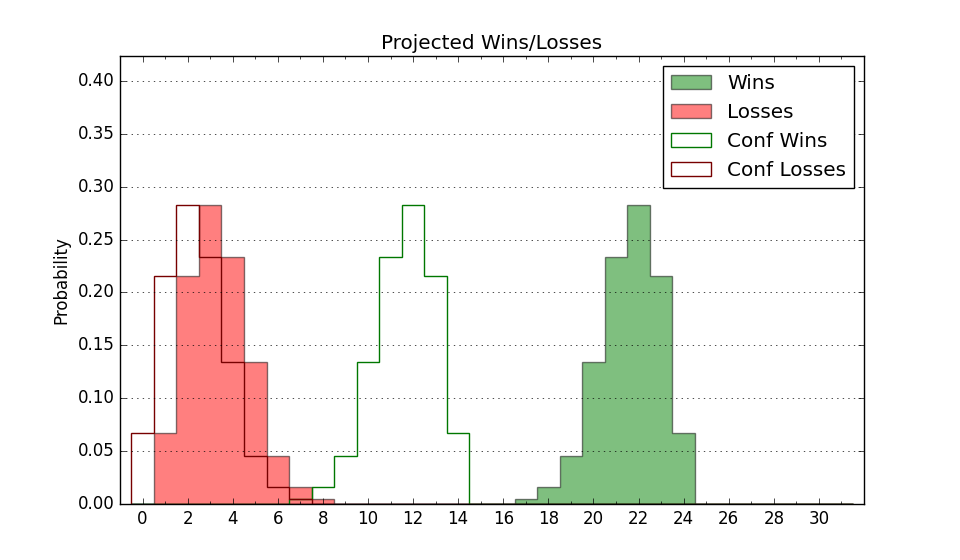 Projected Wins/Losses
Wins
Losses
Conf Wins
Conf Losses
Probability
0.40
0.35
0.30
0.25
0.20
0.15
0.10
0.05
0.00
0 2 4 6 8 10 12 14 16 18 20 22 24 26 28 30